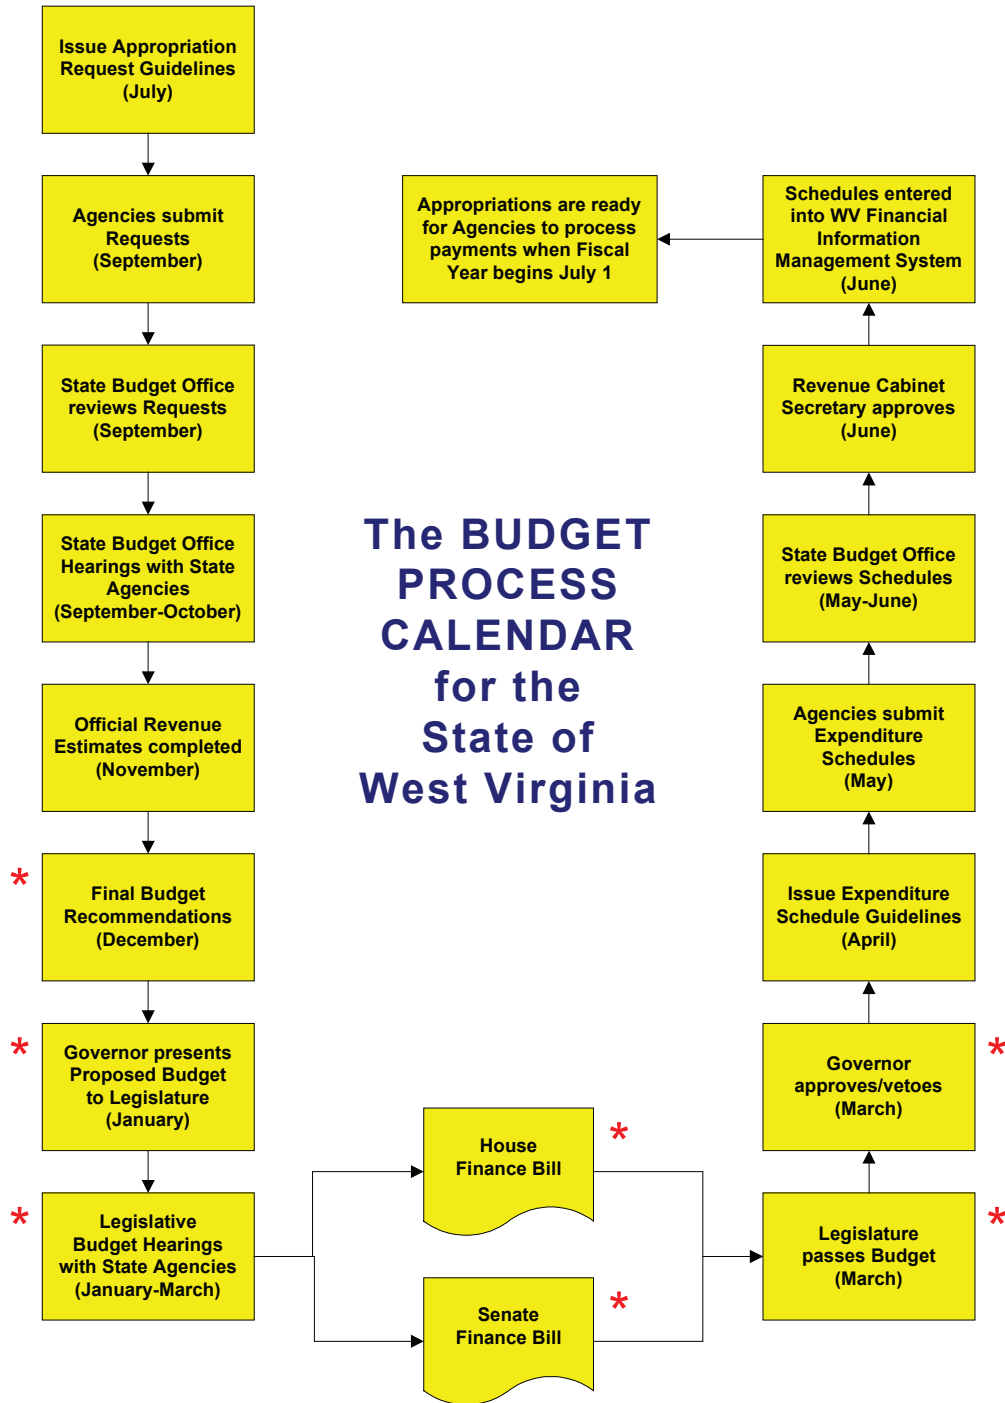 Issue Appropriation
Request Guidelines
(July)
Agencies submit
Requests
(September)
State Budget Office
reviews Requests
(September)
State Budget Office
Hearings with State
Agencies
(September-October)
Official Revenue
Estimates completed
(November)
*
Final Budget
Recommendations
(December)
*
Governor presents
Proposed Budget
to Legislature
(January)
*
Legislative
Budget Hearings
with State Agencies
(January-March)
The BUDGET
PROCESS
CALENDAR
for the
State of
West Virginia
House
Finance Bill
*
Senate
Finance Bill
*
Legislature
passes Budget
(March)
*
Governor
approves/vetoes
(March)
*
Issue Expenditure
Schedule Guidelines
(April)
Agencies submit
Expenditure
Schedules
(May)
State Budget Office
reviews Schedules
(May-June)
Revenue Cabinet
Secretary approves
(June)
Schedules entered
into WV Financial
Information
Management System
(June)
Appropriations are ready
for Agencies to process
payments when Fiscal
Year begins July 1